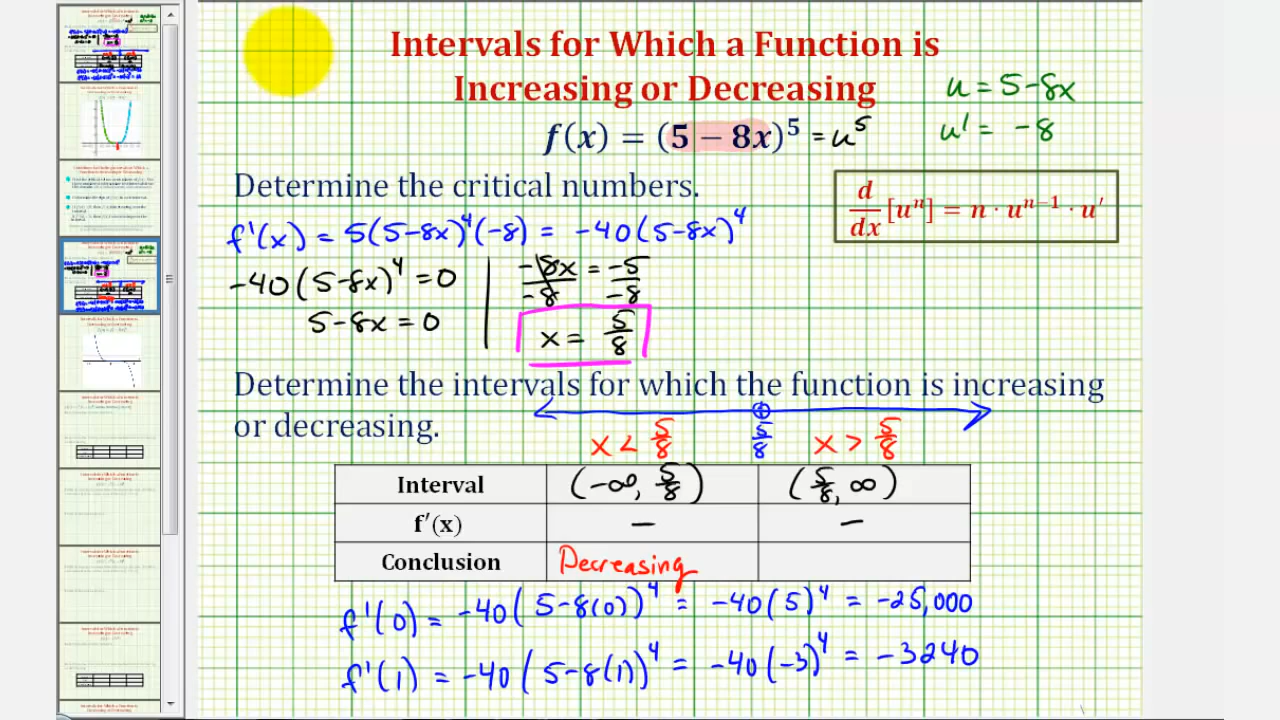 Intervals for Which a Function is
Increasing or Decreasing
u = 5-8x
f(x) = (5 − 8x)⁵ = u⁵
u' = -8
Determine the critical numbers.
d/dx [uⁿ] = n · uⁿ⁻¹ · u'
f'(x) = 5(5-8x)⁴(-8) = -40(5-8x)⁴
-40(5-8x)⁴ = 0
5-8x = 0
-8x/-8 = -5/-8
x = 5/8
Determine the intervals for which the function is increasing
or decreasing.
x < 5/8 5/8 x > 5/8
Interval (-∞, 5/8) (5/8, ∞)
f′(x) − −
Conclusion Decreasing
f'(0) = -40(5-8(0))⁴ = -40(5)⁴ = -25,000
f'(1) = -40(5-8(1))⁴ = -40(-3)⁴ = -3240